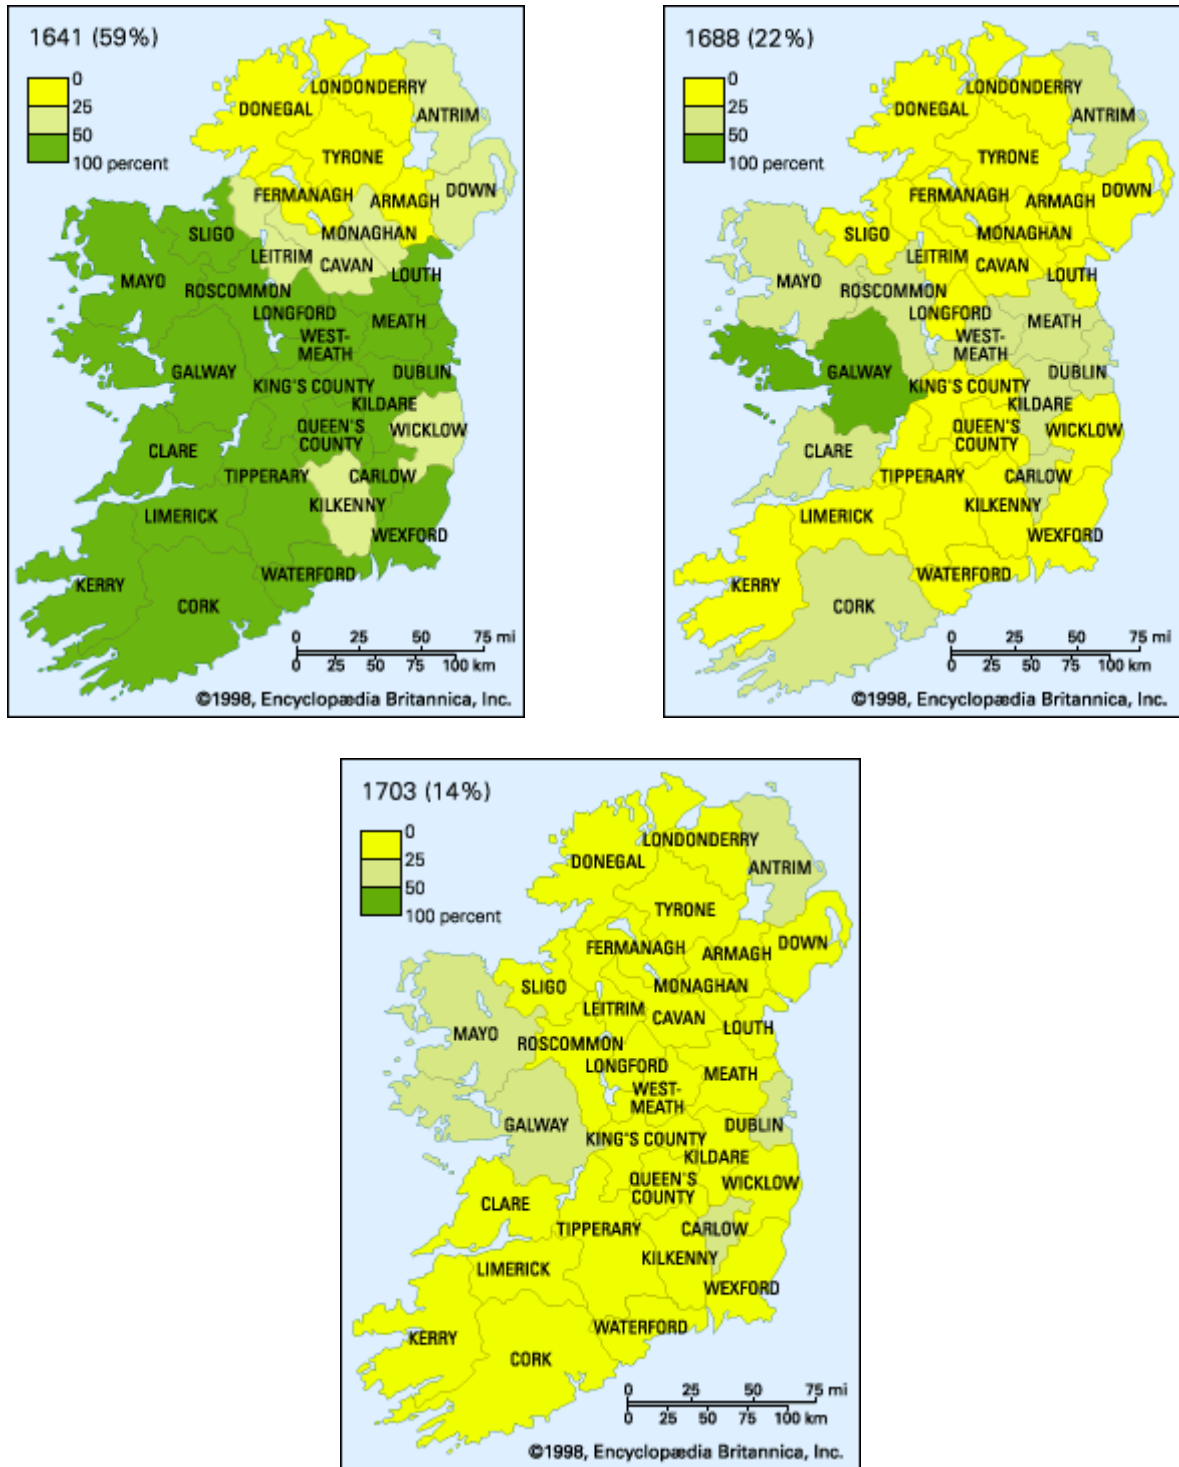 1641 (59%)
0
25
50
100 percent
LONDONDERRY
DONEGAL
ANTRIM
TYRONE
FERMANAGH
ARMAGH
DOWN
SLIGO
MONAGHAN
LEITRIM
CAVAN
LOUTH
MAYO
ROSCOMMON
LONGFORD
MEATH
WEST-
MEATH
GALWAY
DUBLIN
KING'S COUNTY
KILDARE
QUEEN'S
COUNTY
WICKLOW
CLARE
TIPPERARY
CARLOW
KILKENNY
LIMERICK
WEXFORD
WATERFORD
KERRY
CORK
0 25 50 75 mi
0 25 50 75 100 km
©1998, Encyclopædia Britannica, Inc.
1688 (22%)
0
25
50
100 percent
LONDONDERRY
DONEGAL
ANTRIM
TYRONE
FERMANAGH
ARMAGH
DOWN
SLIGO
MONAGHAN
LEITRIM
CAVAN
LOUTH
MAYO
ROSCOMMON
LONGFORD
MEATH
WEST-
MEATH
GALWAY
DUBLIN
KING'S COUNTY
KILDARE
QUEEN'S
COUNTY
WICKLOW
CLARE
TIPPERARY
CARLOW
KILKENNY
LIMERICK
WEXFORD
WATERFORD
KERRY
CORK
0 25 50 75 mi
0 25 50 75 100 km
©1998, Encyclopædia Britannica, Inc.
1703 (14%)
0
25
50
100 percent
LONDONDERRY
DONEGAL
ANTRIM
TYRONE
FERMANAGH
ARMAGH
DOWN
SLIGO
MONAGHAN
LEITRIM
CAVAN
LOUTH
MAYO
ROSCOMMON
LONGFORD
MEATH
WEST-
MEATH
GALWAY
DUBLIN
KING'S COUNTY
KILDARE
QUEEN'S
COUNTY
WICKLOW
CLARE
TIPPERARY
CARLOW
KILKENNY
LIMERICK
WEXFORD
WATERFORD
KERRY
CORK
0 25 50 75 mi
0 25 50 75 100 km
©1998, Encyclopædia Britannica, Inc.